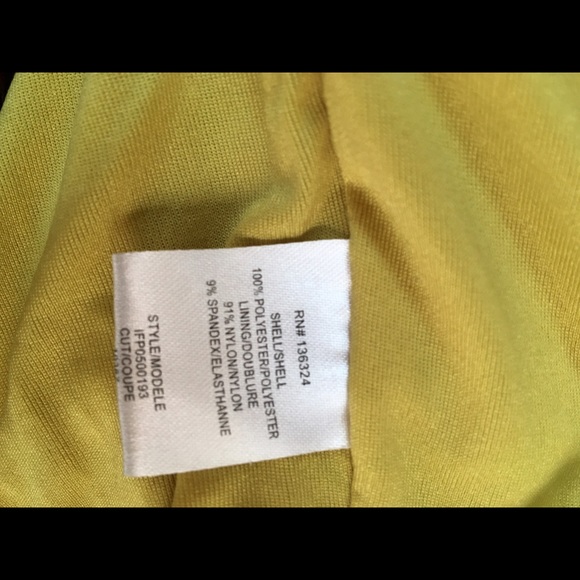 RN# 136324
SHELL/SHELL
100% POLYESTER/POLYESTER
LINING/DOUBLURE
91% NYLON/NYLON
9% SPANDEX/ELASTHANNE
STYLE/MODELE
IFP0500193
CUT/COUPE